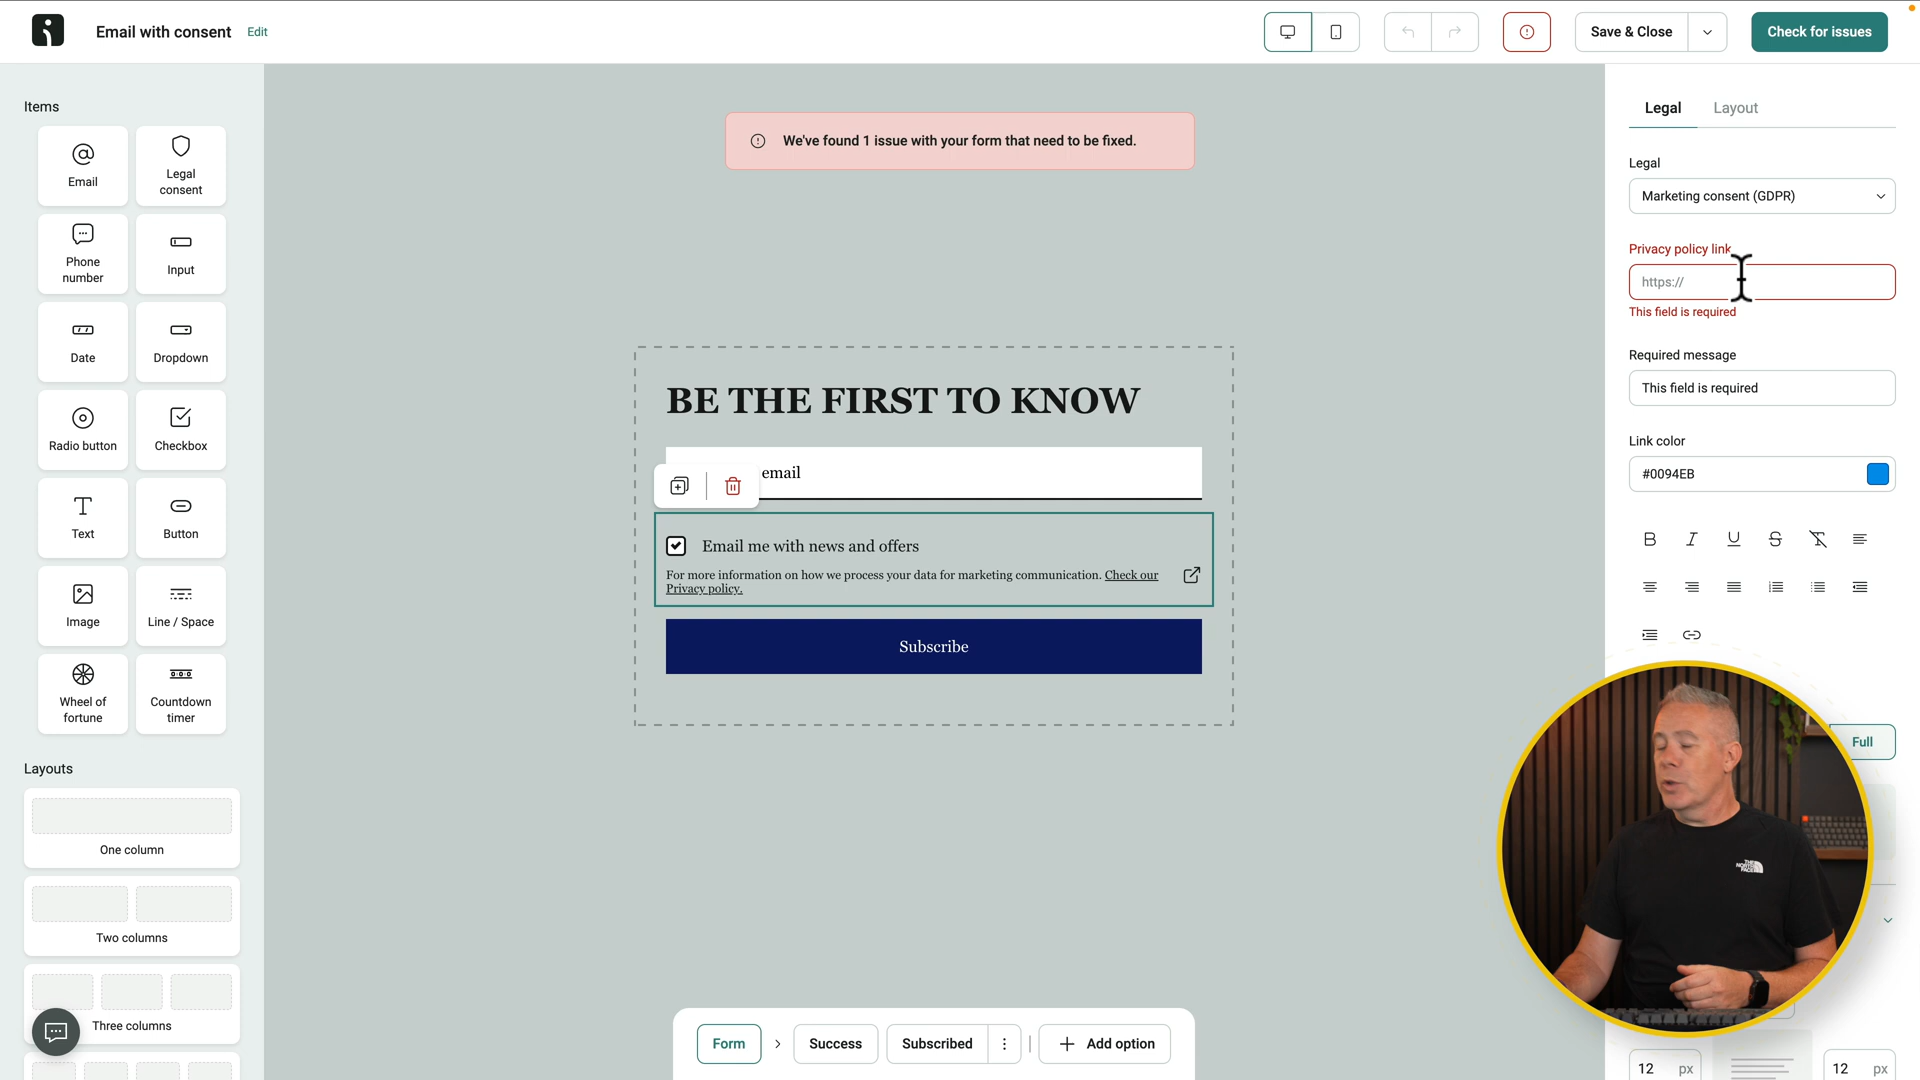 Email with consent Edit
Save & Close
Check for issues
Items
Email
Legal
consent
Phone
number
Input
Date
Dropdown
Radio button
Checkbox
Text
Button
Image
Line / Space
Wheel of
fortune
Countdown
timer
Layouts
One column
Two columns
Three columns
We've found 1 issue with your form that need to be fixed.
BE THE FIRST TO KNOW
email
Email me with news and offers
For more information on how we process your data for marketing communication. Check our
Privacy policy.
Subscribe
Form
Success
Subscribed
Add option
Legal
Layout
Legal
Marketing consent (GDPR)
Privacy policy link
https://
This field is required
Required message
This field is required
Link color
#0094EB
Full
THE
NORTH
FACE
12 px
12 px